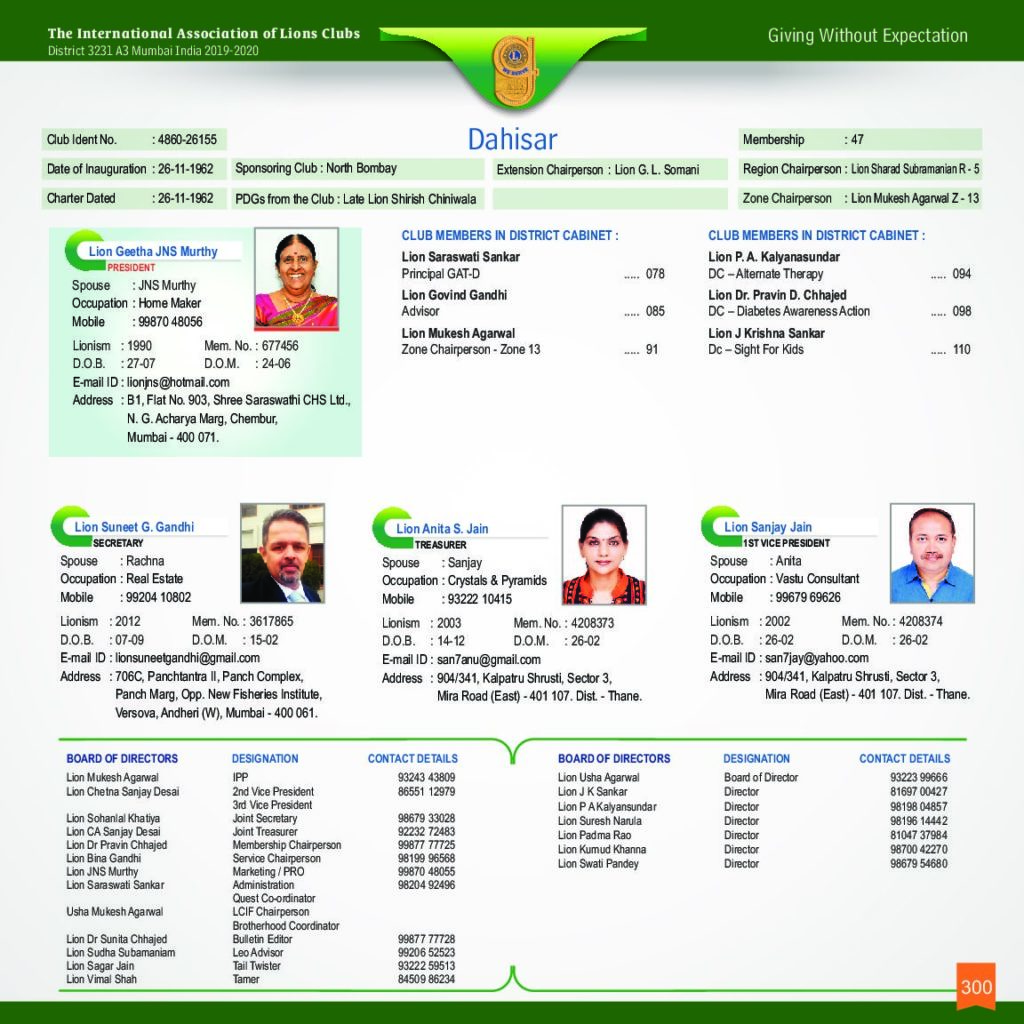 The International Association of Lions Clubs
District 3231 A3 Mumbai India 2019-2020
Giving Without Expectation
Dahisar
Club Ident No. : 4860-26155
Membership : 47
Date of Inauguration : 26-11-1962
Sponsoring Club : North Bombay
Extension Chairperson : Lion G. L. Somani
Region Chairperson : Lion Sharad Subramanian R - 5
Charter Dated : 26-11-1962
PDGs from the Club : Late Lion Shirish Chiniwala
Zone Chairperson : Lion Mukesh Agarwal Z - 13
Lion Geetha JNS Murthy
PRESIDENT
Spouse : JNS Murthy
Occupation : Home Maker
Mobile : 99870 48056
Lionism : 1990 Mem. No. : 677456
D.O.B. : 27-07 D.O.M. : 24-06
E-mail ID : lionjns@hotmail.com
Address : B1, Flat No. 903, Shree Saraswathi CHS Ltd.,
N. G. Acharya Marg, Chembur,
Mumbai - 400 071.
CLUB MEMBERS IN DISTRICT CABINET :
Lion Saraswati Sankar
Principal GAT-D ..... 078
Lion Govind Gandhi
Advisor ..... 085
Lion Mukesh Agarwal
Zone Chairperson - Zone 13 ..... 91
CLUB MEMBERS IN DISTRICT CABINET :
Lion P. A. Kalyanasundar
DC – Alternate Therapy ..... 094
Lion Dr. Pravin D. Chhajed
DC – Diabetes Awareness Action ..... 098
Lion J Krishna Sankar
Dc – Sight For Kids ..... 110
Lion Suneet G. Gandhi
SECRETARY
Spouse : Rachna
Occupation : Real Estate
Mobile : 99204 10802
Lionism : 2012 Mem. No. : 3617865
D.O.B. : 07-09 D.O.M. : 15-02
E-mail ID : lionsuneetgandhi@gmail.com
Address : 706C, Panchtantra II, Panch Complex,
Panch Marg, Opp. New Fisheries Institute,
Versova, Andheri (W), Mumbai - 400 061.
Lion Anita S. Jain
TREASURER
Spouse : Sanjay
Occupation : Crystals & Pyramids
Mobile : 93222 10415
Lionism : 2003 Mem. No. : 4208373
D.O.B. : 14-12 D.O.M. : 26-02
E-mail ID : san7anu@gmail.com
Address : 904/341, Kalpatru Shrusti, Sector 3,
Mira Road (East) - 401 107. Dist. - Thane.
Lion Sanjay Jain
1ST VICE PRESIDENT
Spouse : Anita
Occupation : Vastu Consultant
Mobile : 99679 69626
Lionism : 2002 Mem. No. : 4208374
D.O.B. : 26-02 D.O.M. : 26-02
E-mail ID : san7jay@yahoo.com
Address : 904/341, Kalpatru Shrusti, Sector 3,
Mira Road (East) - 401 107. Dist. - Thane.
BOARD OF DIRECTORS DESIGNATION CONTACT DETAILS
Lion Mukesh Agarwal IPP 93243 43809
Lion Chetna Sanjay Desai 2nd Vice President 86551 12979
3rd Vice President
Lion Sohanlal Khatiya Joint Secretary 98679 33028
Lion CA Sanjay Desai Joint Treasurer 92232 72483
Lion Dr Pravin Chhajed Membership Chairperson 99877 77725
Lion Bina Gandhi Service Chairperson 98199 96568
Lion JNS Murthy Marketing / PRO 99870 48055
Lion Saraswati Sankar Administration 98204 92496
Quest Co-ordinator
Usha Mukesh Agarwal LCIF Chairperson
Brotherhood Coordinator
Lion Dr Sunita Chhajed Bulletin Editor 99877 77728
Lion Sudha Subamaniam Leo Advisor 99206 52523
Lion Sagar Jain Tail Twister 93222 59513
Lion Vimal Shah Tamer 84509 86234
BOARD OF DIRECTORS DESIGNATION CONTACT DETAILS
Lion Usha Agarwal Board of Director 93223 99666
Lion J K Sankar Director 81697 00427
Lion P A Kalyansundar Director 98198 04857
Lion Suresh Narula Director 98196 14442
Lion Padma Rao Director 81047 37984
Lion Kumud Khanna Director 98700 42270
Lion Swati Pandey Director 98679 54680
300